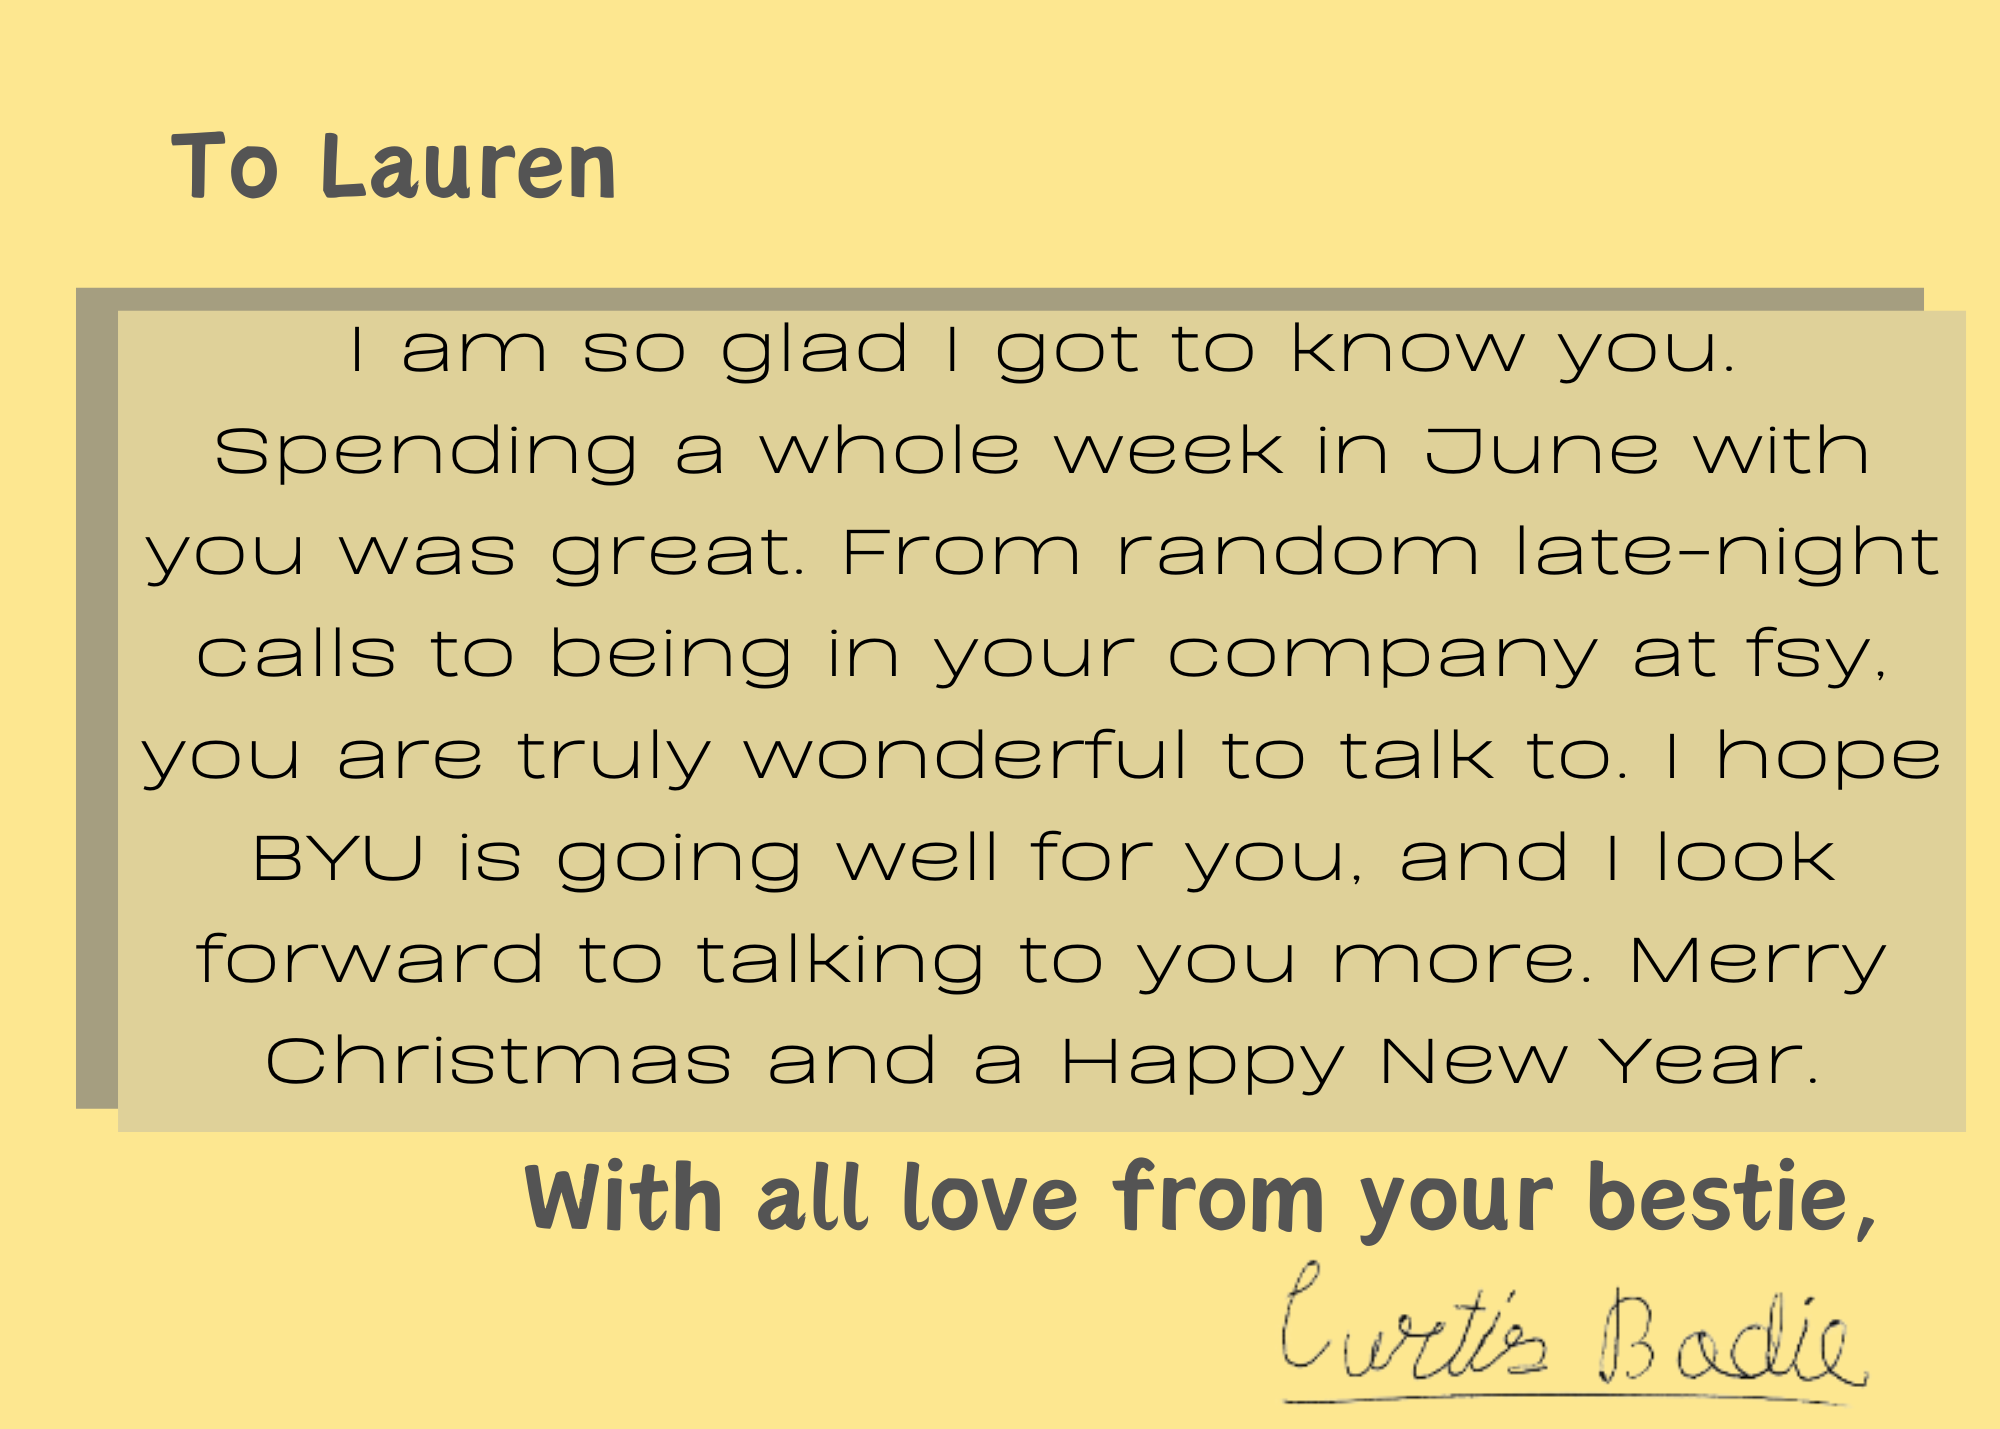 To Lauren
I am so glad I got to know you.
Spending a whole week in June with
you was great. From random late-night
calls to being in your company at fsy,
you are truly wonderful to talk to. I hope
BYU is going well for you, and I look
forward to talking to you more. Merry
Christmas and a Happy New Year.
With all love from your bestie,
Curtis Bodie